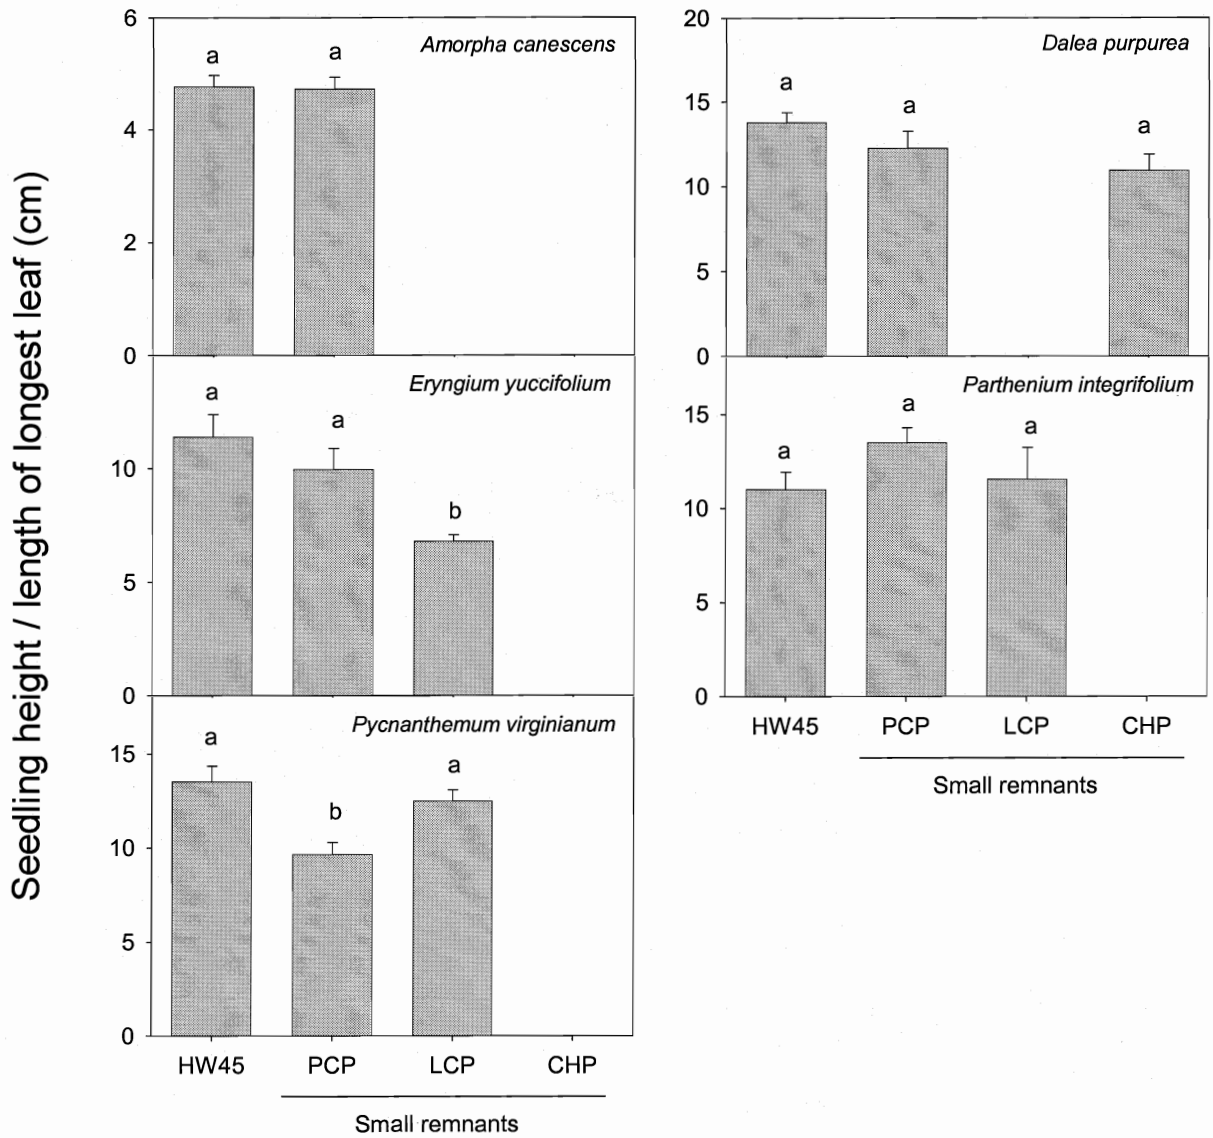 Seedling height / length of longest leaf (cm)
Amorpha canescens
6
4
2
0
a
a
Dalea purpurea
20
15
10
5
0
a
a
a
Eryngium yuccifolium
10
5
0
a
a
b
Parthenium integrifolium
15
10
5
0
a
a
a
HW45 PCP LCP CHP
Small remnants
Pycnanthemum virginianum
15
10
5
0
a
b
a
HW45 PCP LCP CHP
Small remnants